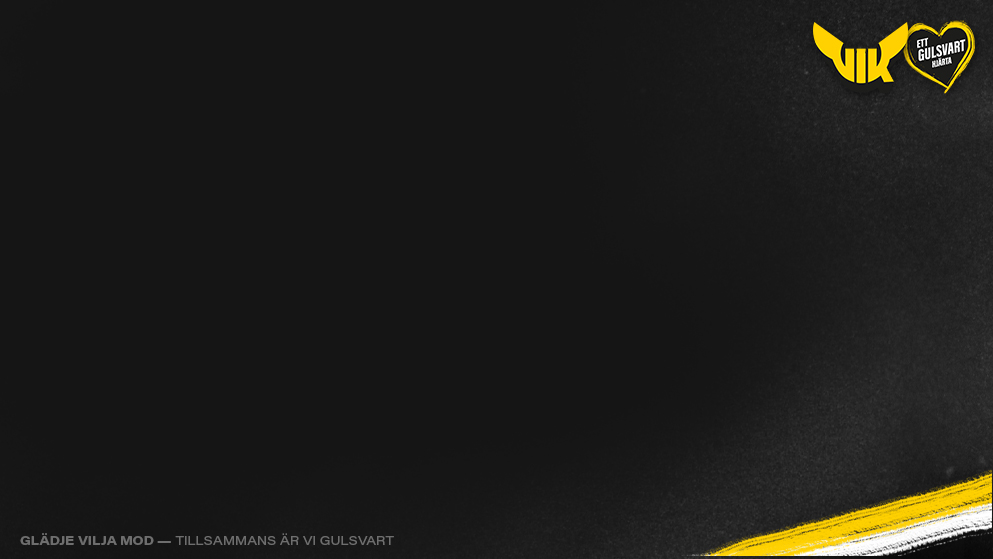 VIK
ETT
GULSVART
HJÄRTA
GLÄDJE VILJA MOD — TILLSAMMANS ÄR VI GULSVART